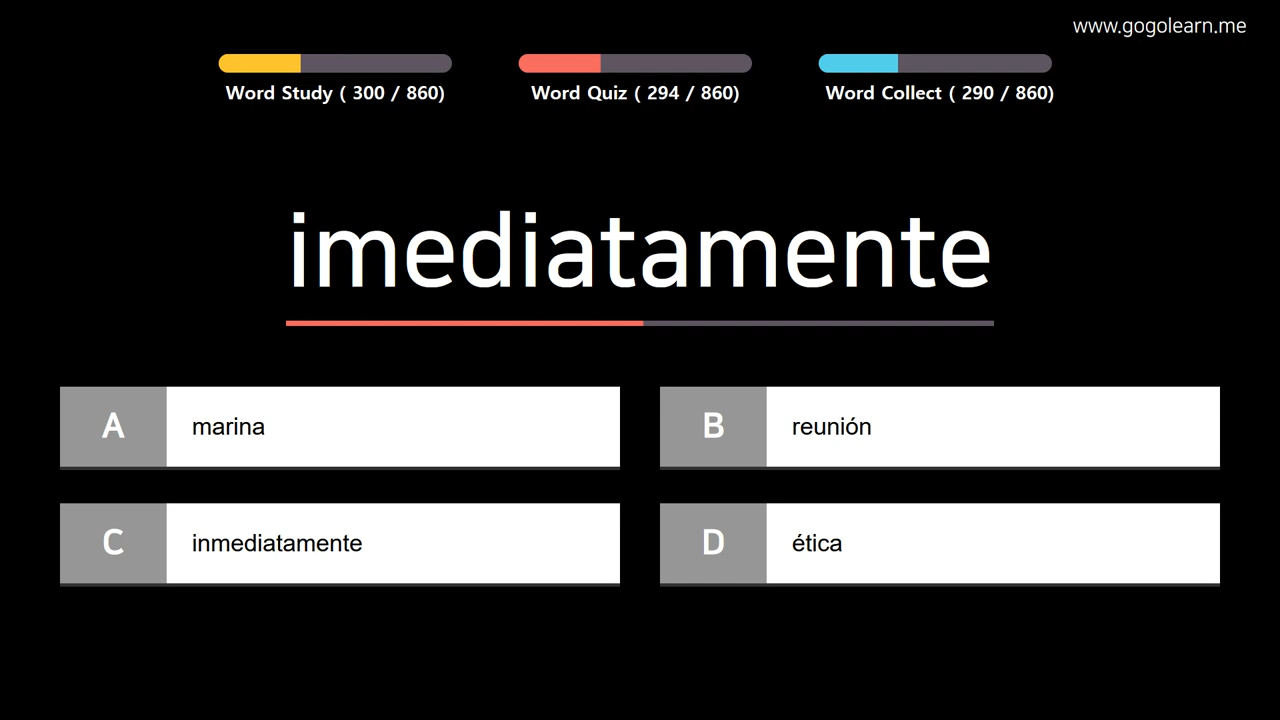 www.gogolearn.me
Word Study ( 300 / 860)
Word Quiz ( 294 / 860)
Word Collect ( 290 / 860)
imediatamente
A marina
B reunión
C inmediatamente
D ética